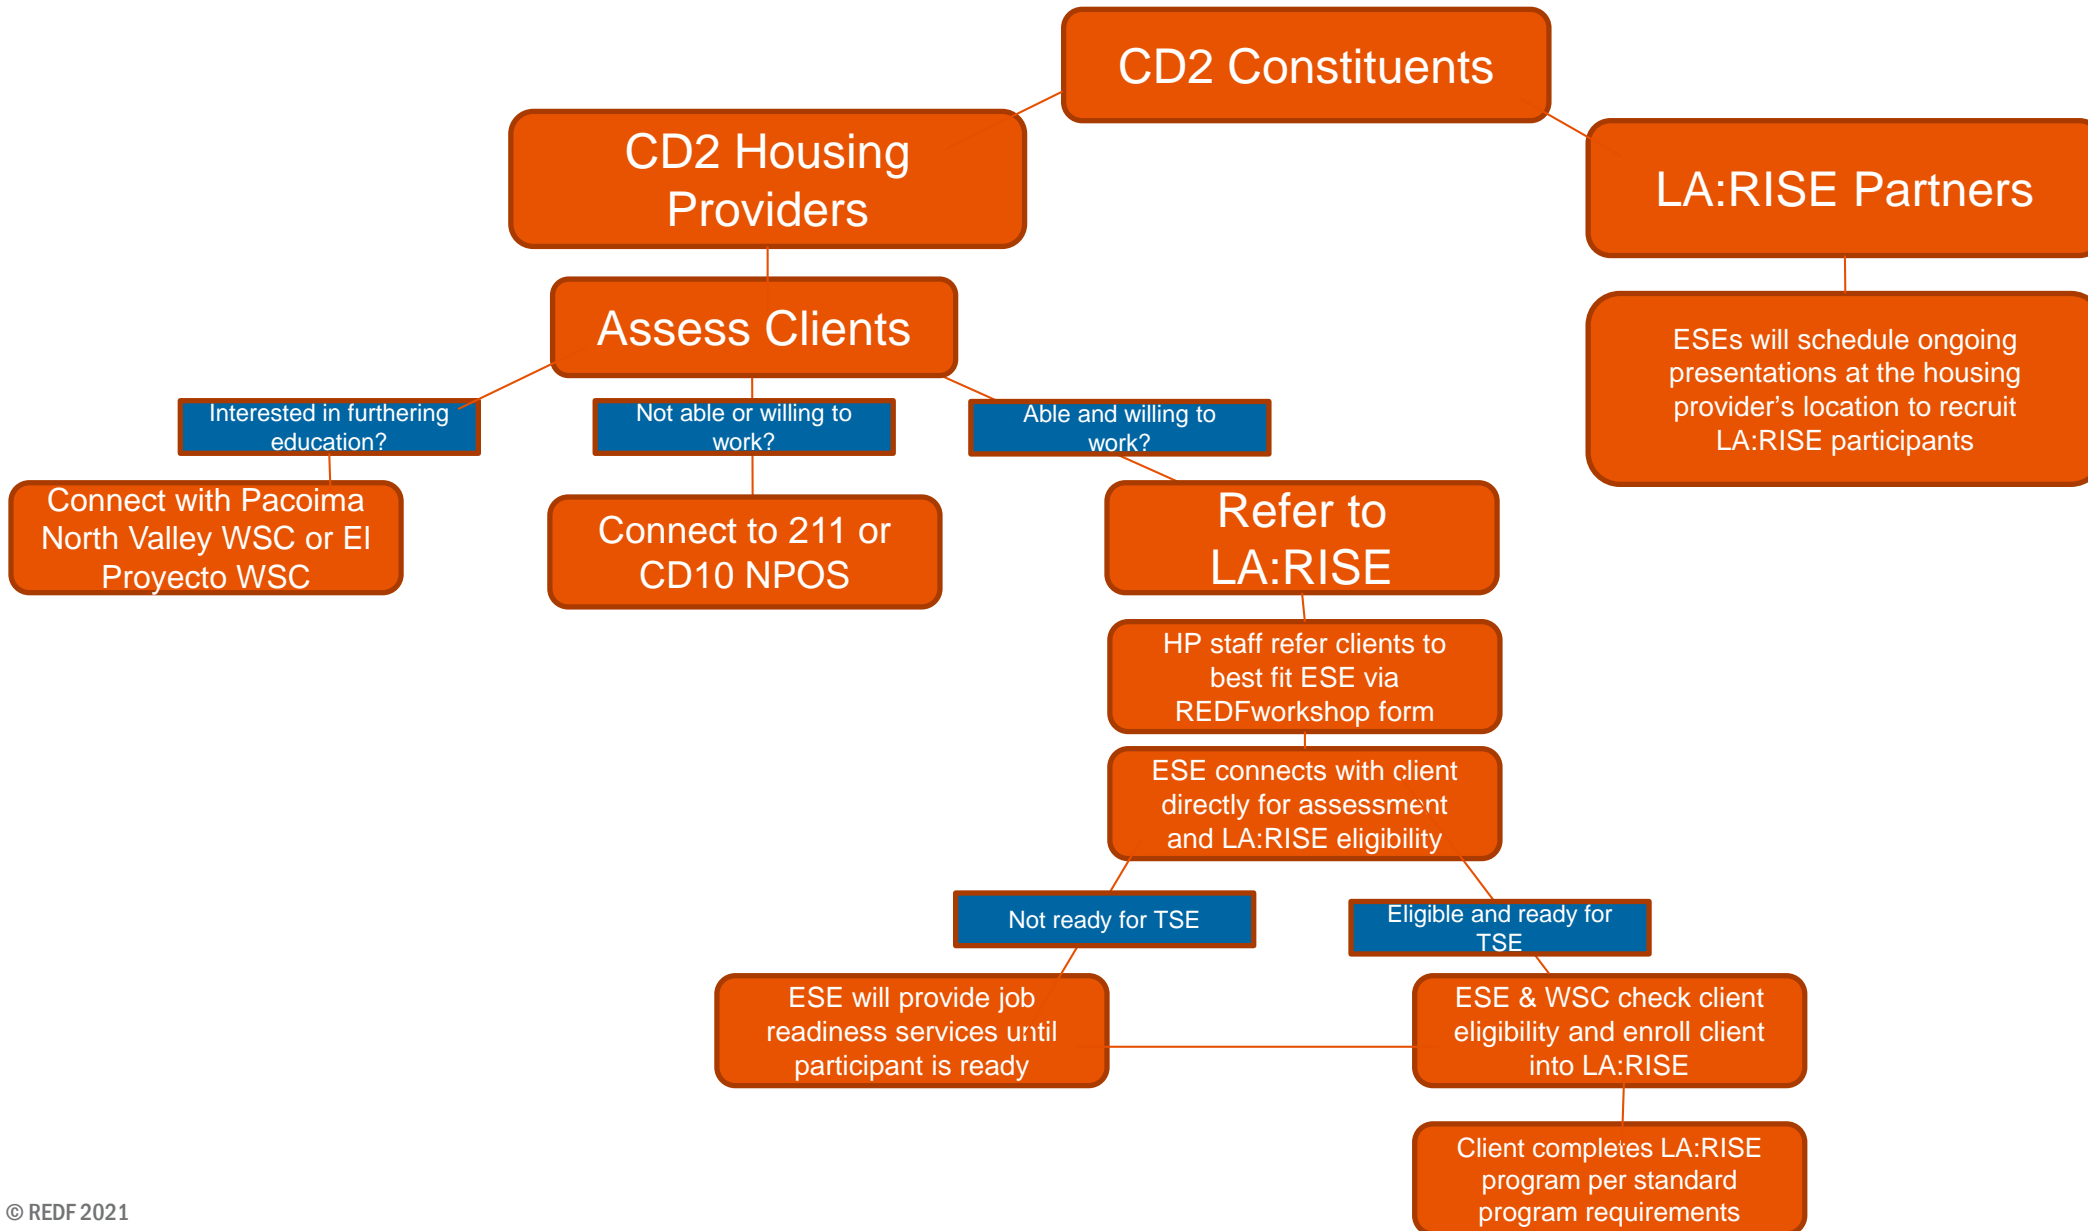 CD2 Constituents
CD2 Housing
Providers
LA:RISE Partners
Assess Clients
ESEs will schedule ongoing
presentations at the housing
provider’s location to recruit
LA:RISE participants
Interested in furthering
education?
Not able or willing to
work?
Able and willing to
work?
Connect with Pacoima
North Valley WSC or El
Proyecto WSC
Connect to 211 or
CD10 NPOS
Refer to
LA:RISE
HP staff refer clients to
best fit ESE via
REDFworkshop form
ESE connects with client
directly for assessment
and LA:RISE eligibility
Not ready for TSE
Eligible and ready for
TSE
ESE will provide job
readiness services until
participant is ready
ESE & WSC check client
eligibility and enroll client
into LA:RISE
Client completes LA:RISE
program per standard
program requirements
© REDF 2021